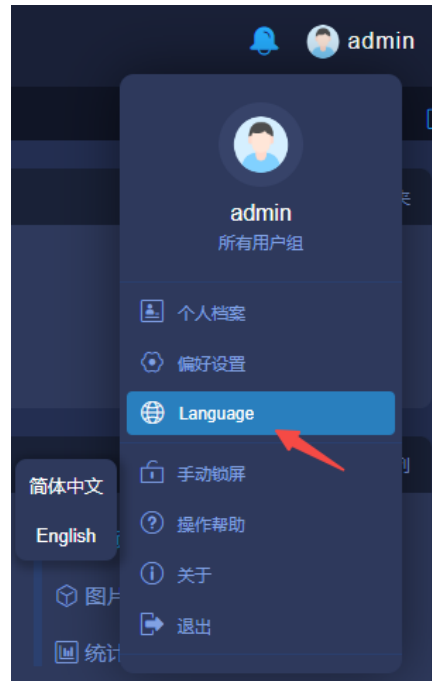 admin
admin
所有用户组
个人档案
偏好设置
Language
手动锁屏
简体中文
操作帮助
English
关于
图片
退出
统计